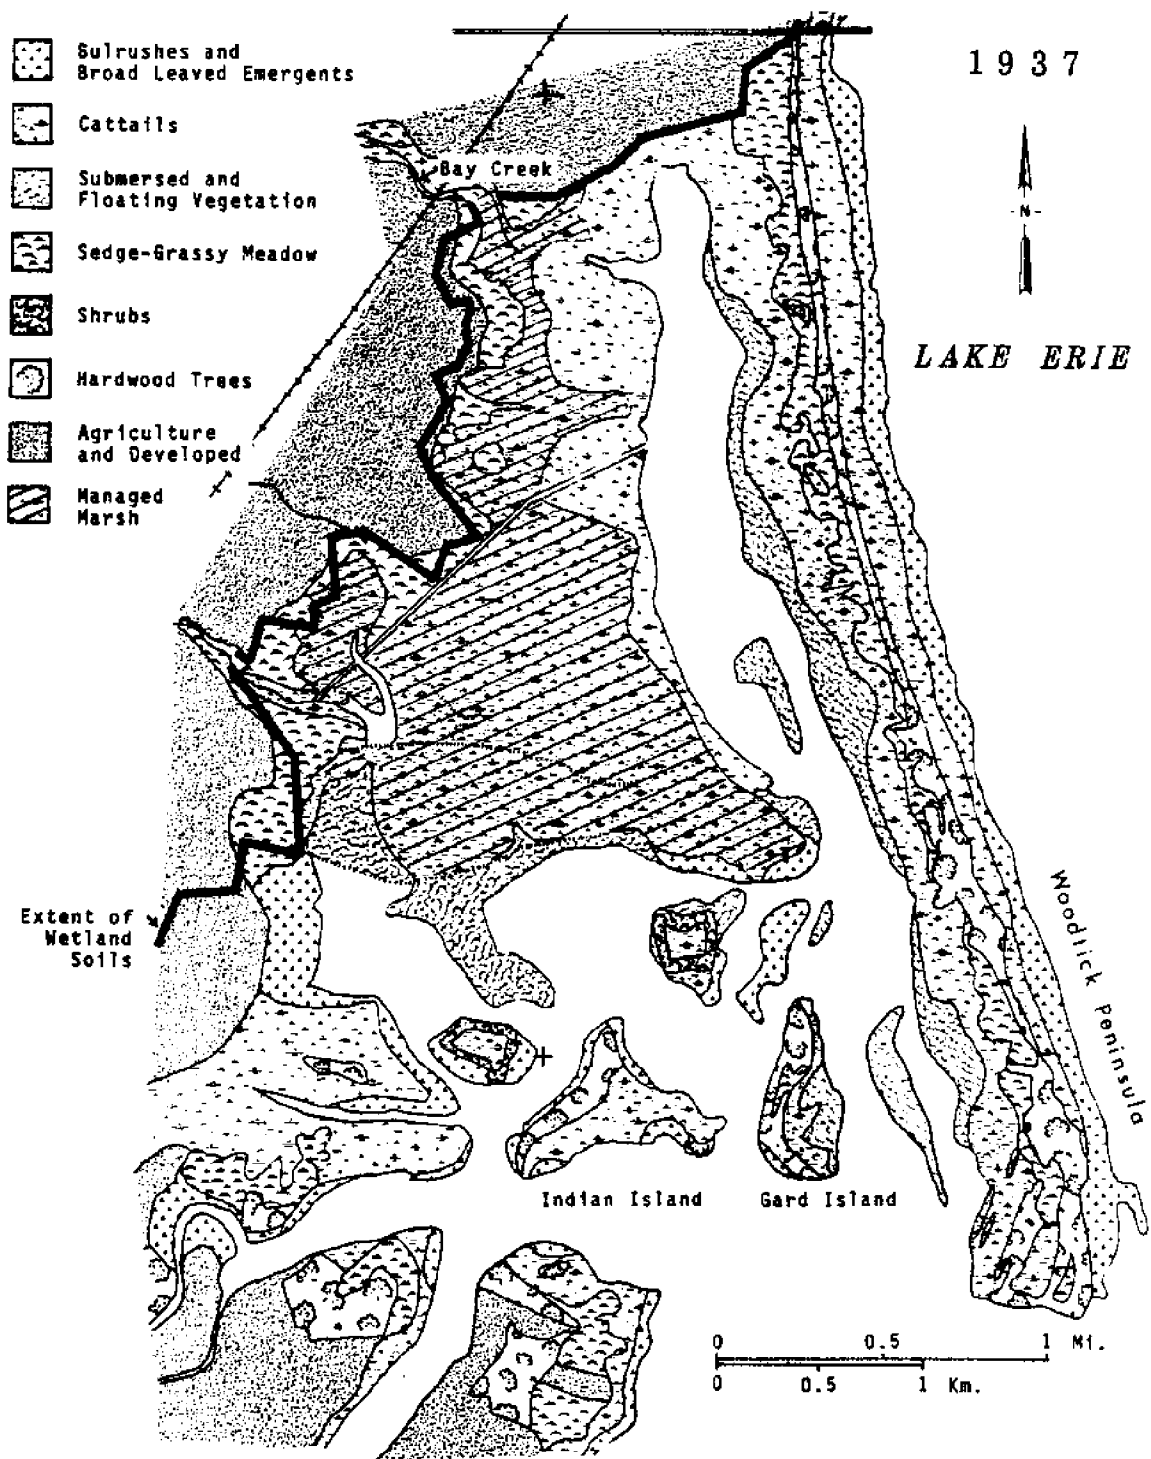 1937
Bulrushes and
Broad Leaved Emergents
Cattails
Submersed and
Floating Vegetation
Sedge-Grassy Meadow
Shrubs
Hardwood Trees
Agriculture
and Developed
Managed
Marsh
Bay Creek
N
LAKE ERIE
Extent of
Wetland
Soils
Woodtick Peninsula
Indian Island
Gard Island
0 0.5 1 Mi.
0 0.5 1 Km.